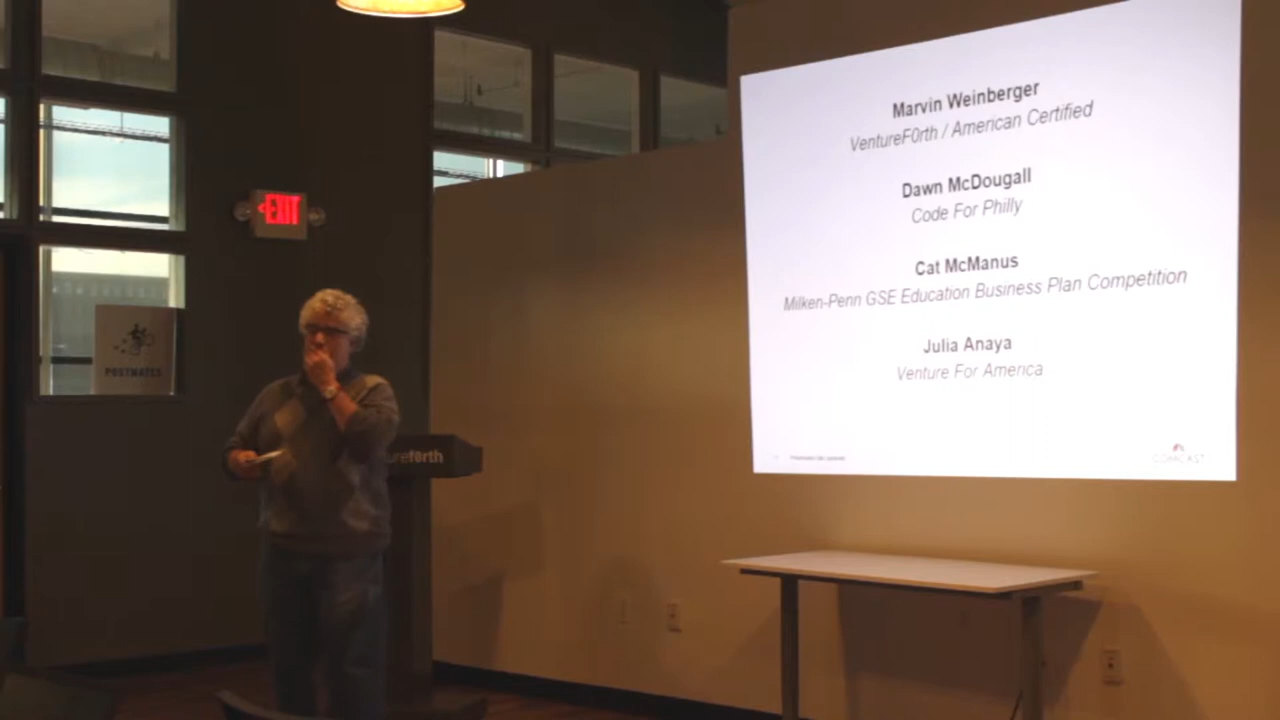 Marvin Weinberger
VentureF0rth / American Certified
Dawn McDougall
Code For Philly
Cat McManus
Milken-Penn GSE Education Business Plan Competition
Julia Anaya
Venture For America
COMCAST
EXIT
POSTMATES
uref0rth